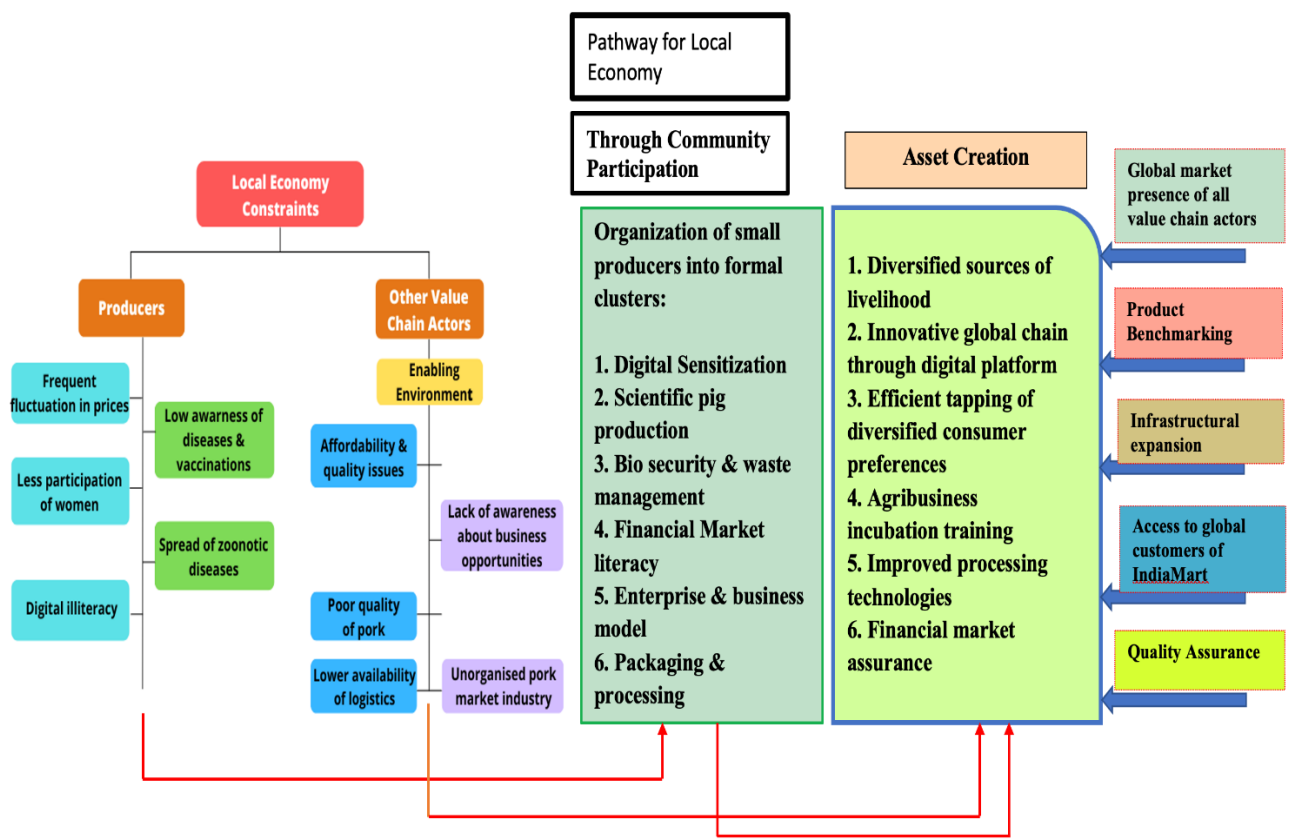 Pathway for Local
Economy
Through Community
Participation
Asset Creation
Local Economy
Constraints
Producers
Other Value
Chain Actors
Enabling
Environment
Frequent
fluctuation in prices
Low awarness of
diseases &
vaccinations
Less participation
of women
Spread of zoonotic
diseases
Digital illiteracy
Affordability &
quality issues
Lack of awareness
about business
opportunities
Poor quality
of pork
Lower availability
of logistics
Unorganised pork
market industry
Organization of small
producers into formal
clusters:
1. Digital Sensitization
2. Scientific pig
production
3. Bio security & waste
management
4. Financial Market
literacy
5. Enterprise & business
model
6. Packaging &
processing
1. Diversified sources of
livelihood
2. Innovative global chain
through digital platform
3. Efficient tapping of
diversified consumer
preferences
4. Agribusiness
incubation training
5. Improved processing
technologies
6. Financial market
assurance
Global market
presence of all
value chain actors
Product
Benchmarking
Infrastructural
expansion
Access to global
customers of
IndiaMart
Quality Assurance